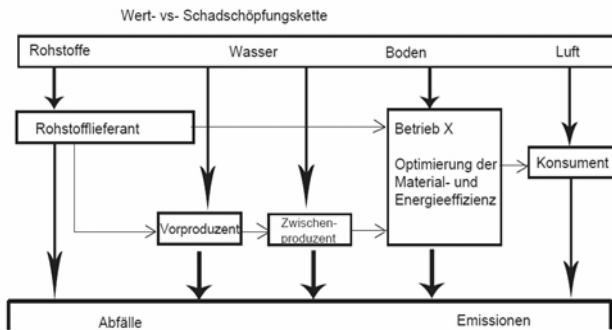 Wert- vs- Schadschöpfungskette
Rohstoffe Wasser Boden Luft
Rohstofflieferant
Betrieb X
Optimierung der
Material- und
Energieeffizienz
Konsument
Vorproduzent
Zwischen-
produzent
Abfälle Emissionen